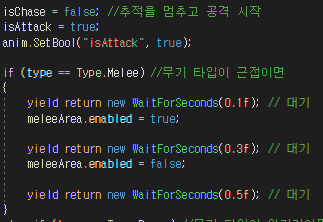 isChase = false; //추적을 멈추고 공격 시작
isAttack = true;
anim.SetBool("isAttack", true);
if (type == Type.Melee) //무기 타입이 근접이면
{
yield return new WaitForSeconds(0.1f); // 대기
meleeArea.enabled = true;
yield return new WaitForSeconds(0.3f); // 대기
meleeArea.enabled = false;
yield return new WaitForSeconds(0.5f); // 대기
}